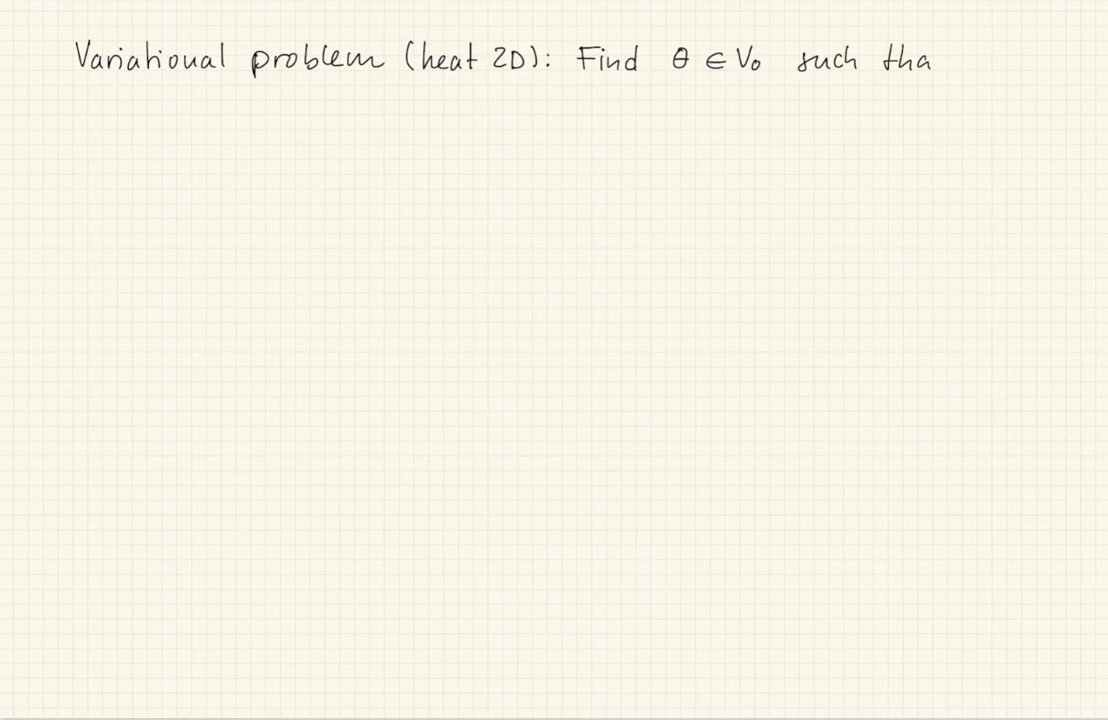 Variational problem (heat 2D): Find θ ∈ V₀ such tha